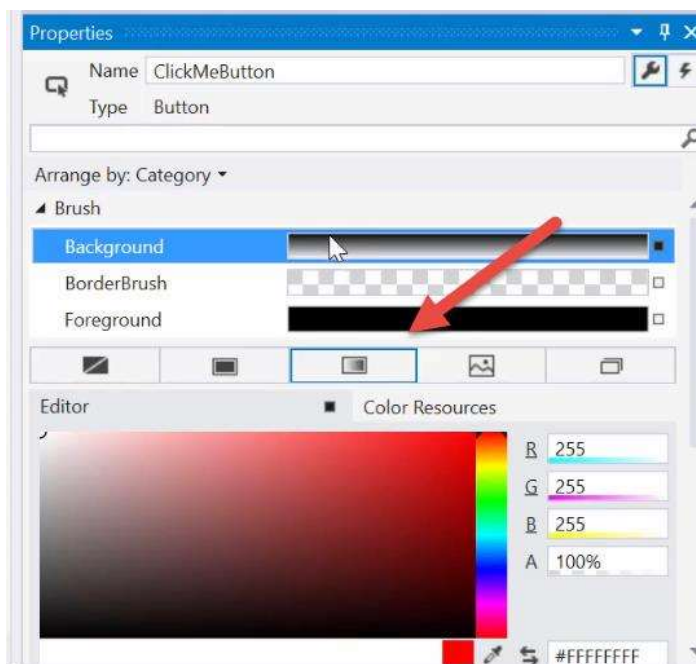 Properties
Name ClickMeButton
Type Button
Arrange by: Category
Brush
Background
BorderBrush
Foreground
Editor Color Resources
R 255
G 255
B 255
A 100%
#FFFFFFFF